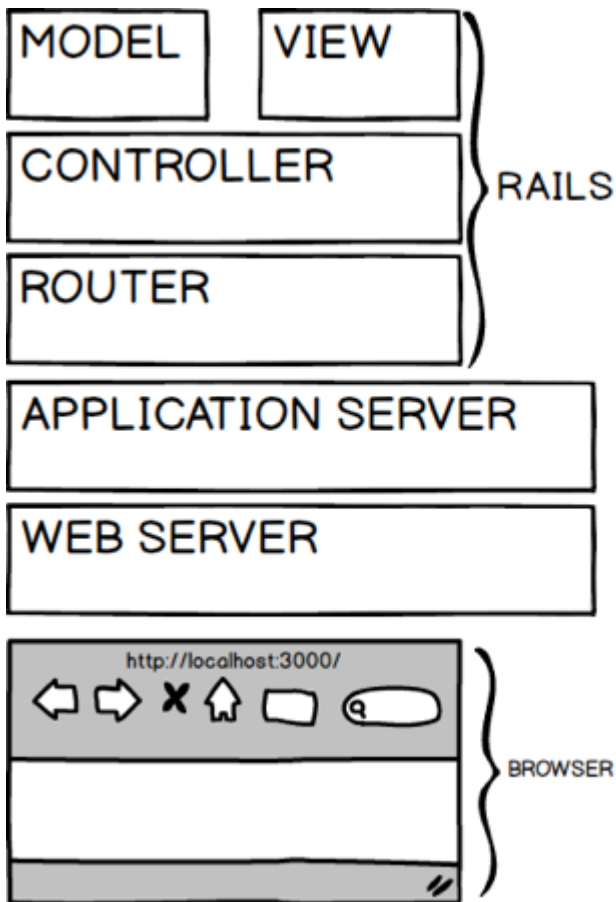 MODEL
VIEW
CONTROLLER
RAILS
ROUTER
APPLICATION SERVER
WEB SERVER
http://localhost:3000/
BROWSER